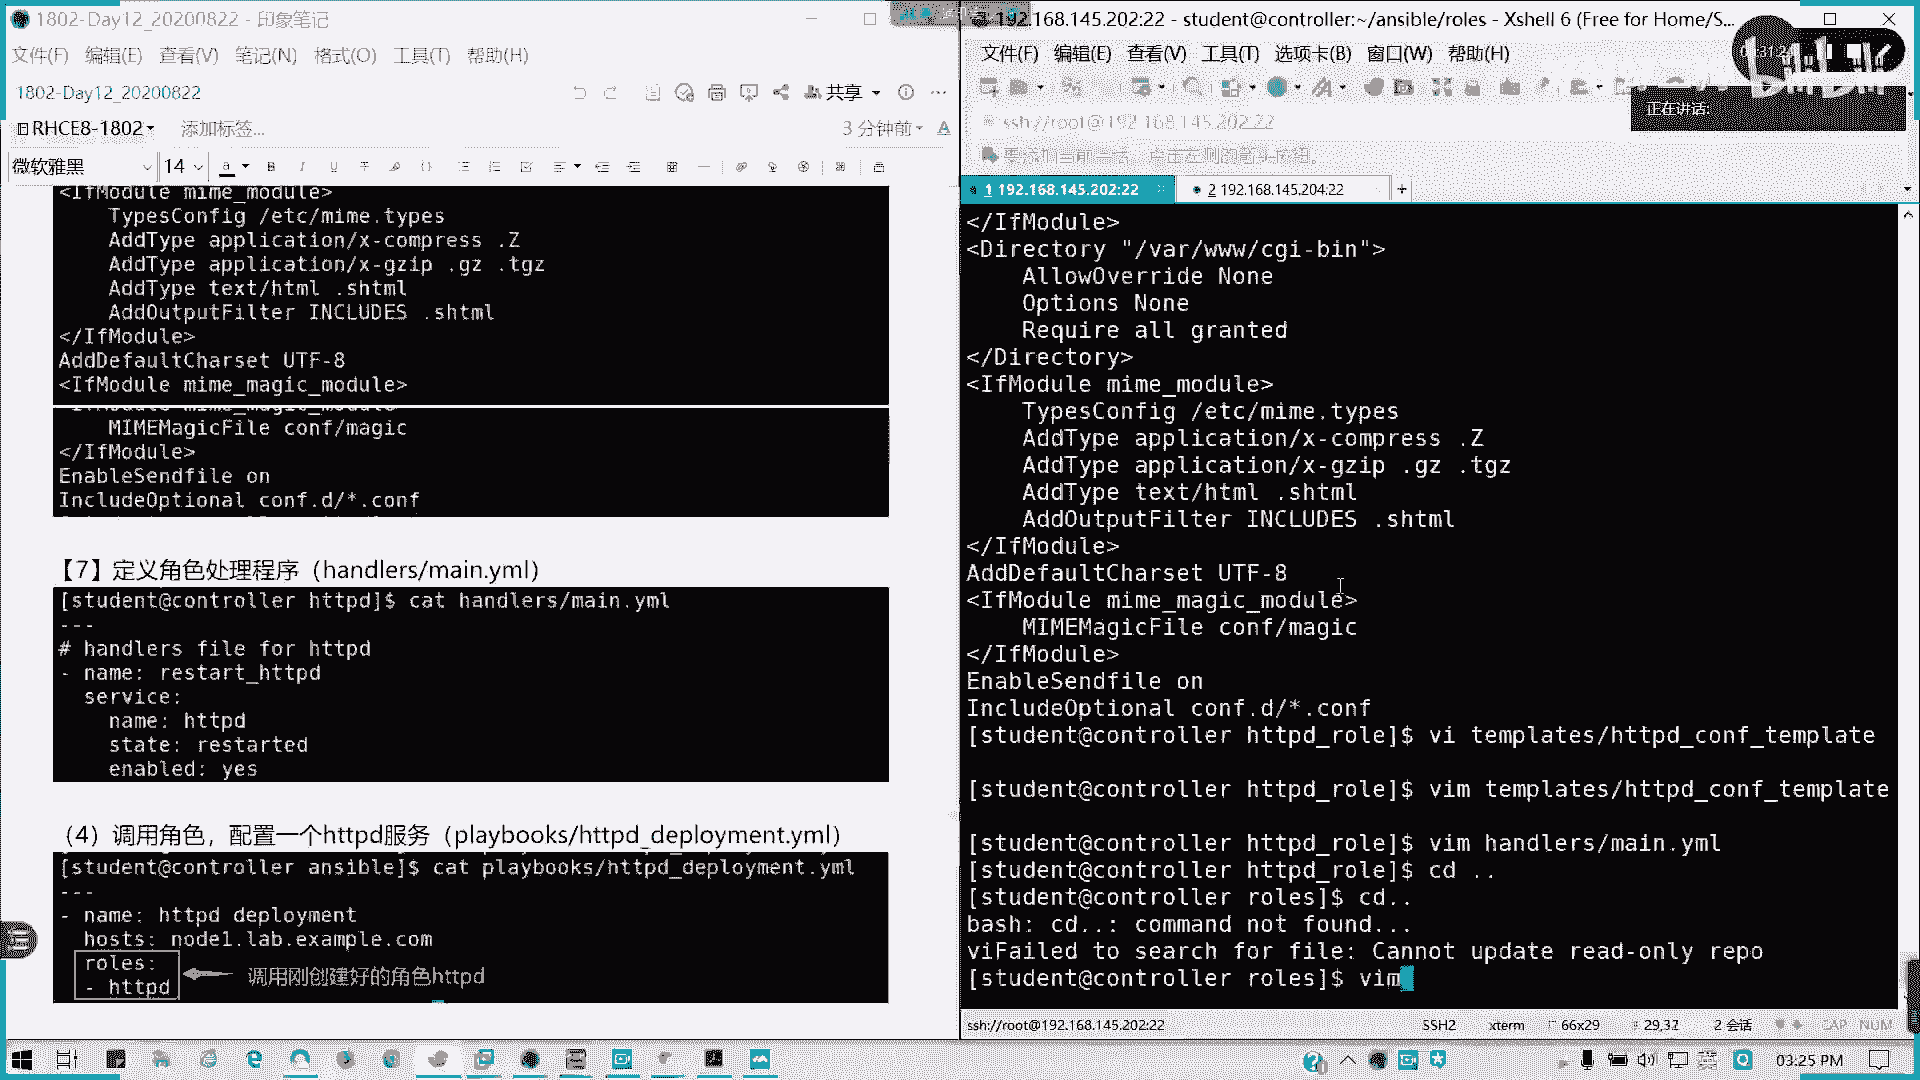 1802-Day12_20200822 - 印象笔记
文件(F) 编辑(E) 查看(V) 笔记(N) 格式(O) 工具(T) 帮助(H)
1802-Day12_20200822
共享
RHCE8-1802 添加标签...
3 分钟前
微软雅黑 14
<IfModule mime_module>
    TypesConfig /etc/mime.types
    AddType application/x-compress .Z
    AddType application/x-gzip .gz .tgz
    AddType text/html .shtml
    AddOutputFilter INCLUDES .shtml
</IfModule>
AddDefaultCharset UTF-8
<IfModule mime_magic_module>
    MIMEMagicFile conf/magic
</IfModule>
EnableSendfile on
IncludeOptional conf.d/*.conf
【7】定义角色处理程序（handlers/main.yml）
[student@controller httpd]$ cat handlers/main.yml
---
# handlers file for httpd
- name: restart_httpd
  service:
    name: httpd
    state: restarted
    enabled: yes
（4）调用角色，配置一个httpd服务（playbooks/httpd_deployment.yml）
[student@controller ansible]$ cat playbooks/httpd_deployment.yml
---
- name: httpd deployment
  hosts: node1.lab.example.com
  roles:
  - httpd
调用刚创建好的角色httpd
192.168.145.202:22 - student@controller:~/ansible/roles - Xshell 6 (Free for Home/S...
文件(F) 编辑(E) 查看(V) 工具(T) 选项卡(B) 窗口(W) 帮助(H)
正在讲话:
ssh://root@192.168.145.202:22
要添加当前会话，点击左侧的箭头按钮。
1 192.168.145.202:22
2 192.168.145.204:22
</IfModule>
<Directory "/var/www/cgi-bin">
    AllowOverride None
    Options None
    Require all granted
</Directory>
<IfModule mime_module>
    TypesConfig /etc/mime.types
    AddType application/x-compress .Z
    AddType application/x-gzip .gz .tgz
    AddType text/html .shtml
    AddOutputFilter INCLUDES .shtml
</IfModule>
AddDefaultCharset UTF-8
<IfModule mime_magic_module>
    MIMEMagicFile conf/magic
</IfModule>
EnableSendfile on
IncludeOptional conf.d/*.conf
[student@controller httpd_role]$ vi templates/httpd_conf_template
[student@controller httpd_role]$ vim templates/httpd_conf_template
[student@controller httpd_role]$ vim handlers/main.yml
[student@controller httpd_role]$ cd ..
[student@controller roles]$ cd..
bash: cd..: command not found...
viFailed to search for file: Cannot update read-only repo
[student@controller roles]$ vim
ssh://root@192.168.145.202:22 SSH2 xterm 66x29 29,32 2 会话 CAP NUM
03:25 PM